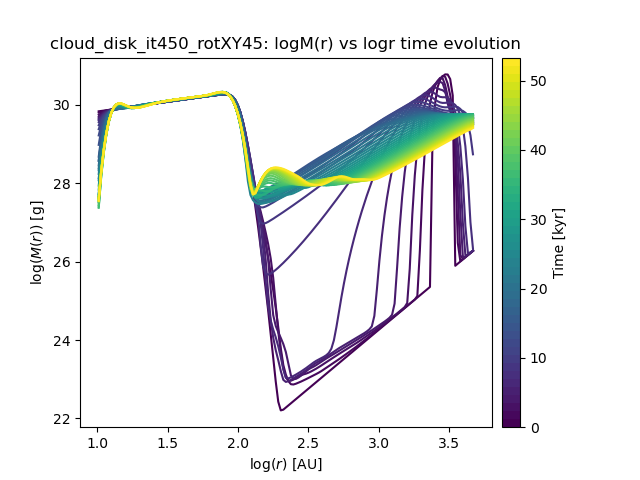 cloud_disk_it450_rotXY45: logM(r) vs logr time evolution
log(M(r)) [g]
30
28
26
24
22
1.0 1.5 2.0 2.5 3.0 3.5
log(r) [AU]
50
40
30
20
10
0
Time [kyr]